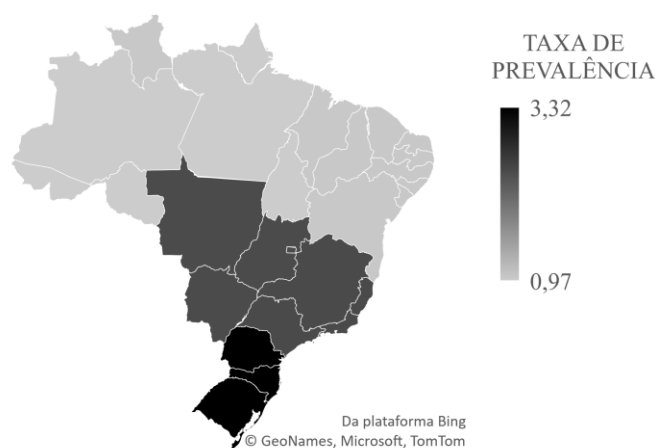 TAXA DE
PREVALÊNCIA
3,32
0,97
Da plataforma Bing
© GeoNames, Microsoft, TomTom